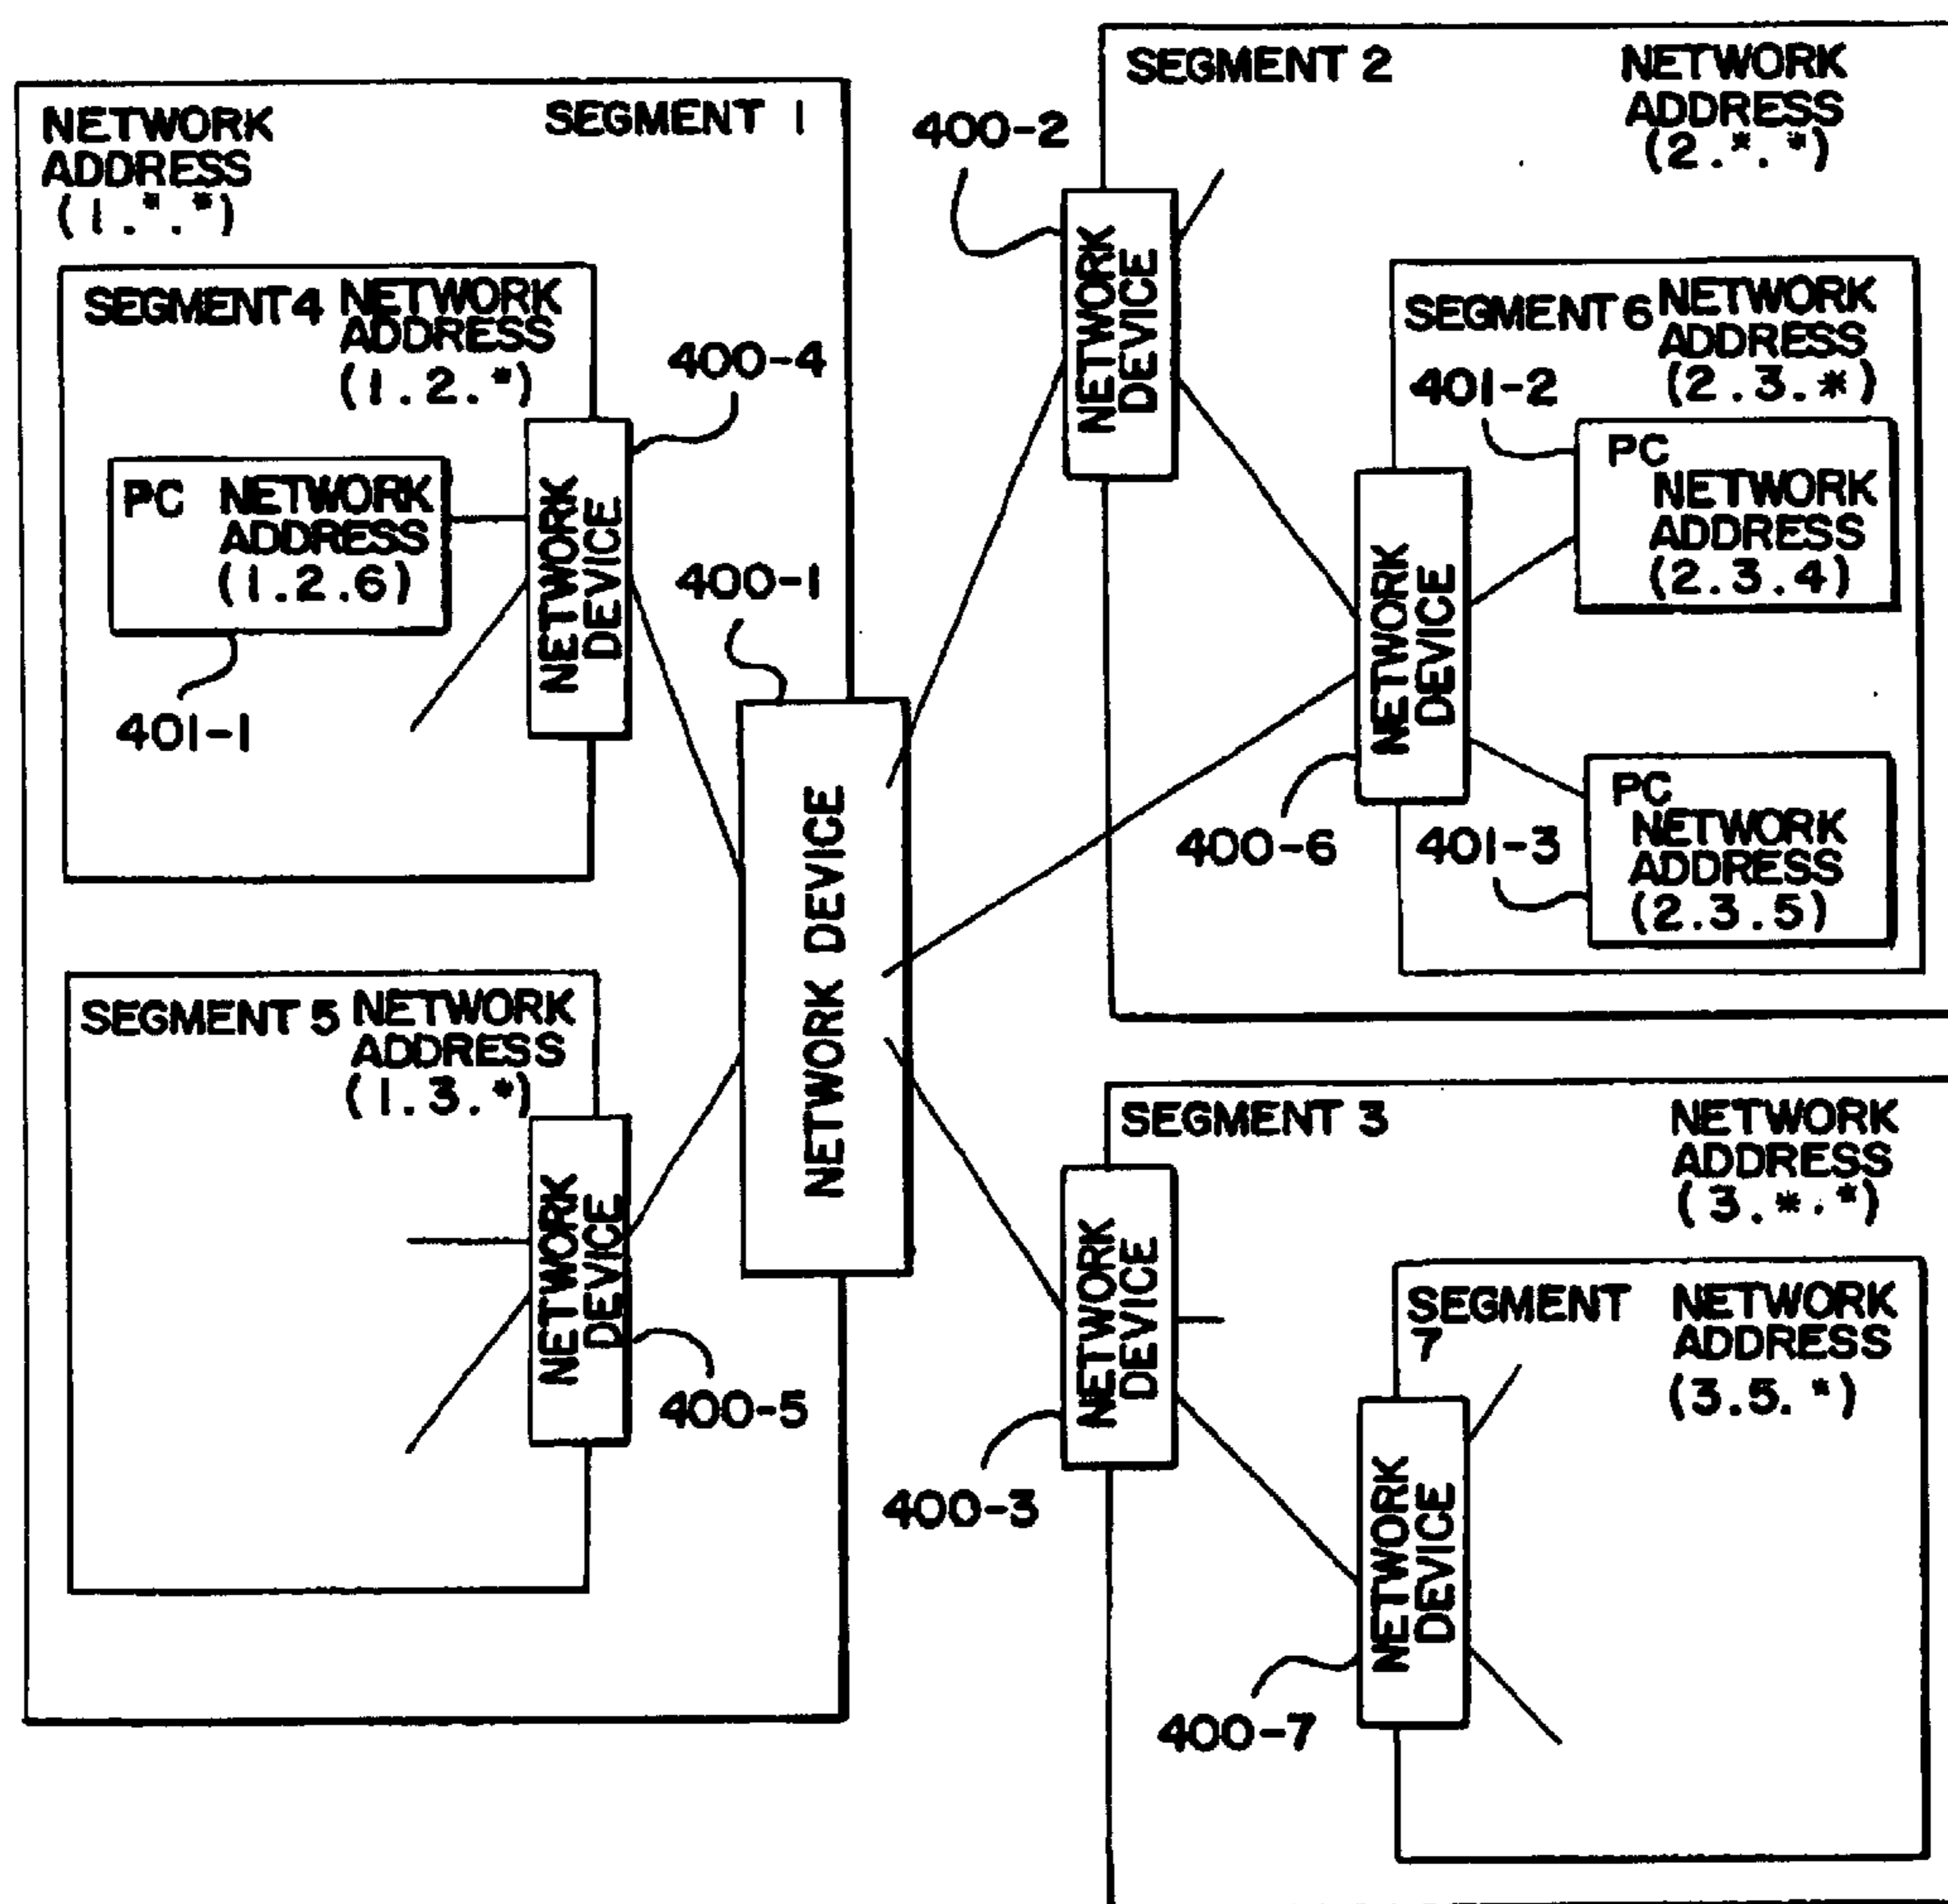 NETWORK
ADDRESS
(1.*.*)
SEGMENT 1
SEGMENT 4
NETWORK
ADDRESS
(1.2.*)
400-4
PC
NETWORK
ADDRESS
(1.2.6)
401-1
NETWORK
DEVICE
400-1
NETWORK DEVICE
SEGMENT 5
NETWORK
ADDRESS
(1.3.*)
NETWORK
DEVICE
400-5
SEGMENT 2
NETWORK
ADDRESS
(2.*.*)
400-2
NETWORK
DEVICE
SEGMENT 6
NETWORK
ADDRESS
(2.3.*)
401-2
PC
NETWORK
ADDRESS
(2.3.4)
NETWORK
DEVICE
400-6
401-3
PC
NETWORK
ADDRESS
(2.3.5)
SEGMENT 3
NETWORK
ADDRESS
(3.*.*)
NETWORK
DEVICE
400-3
SEGMENT
7
NETWORK
ADDRESS
(3.5.*)
NETWORK
DEVICE
400-7